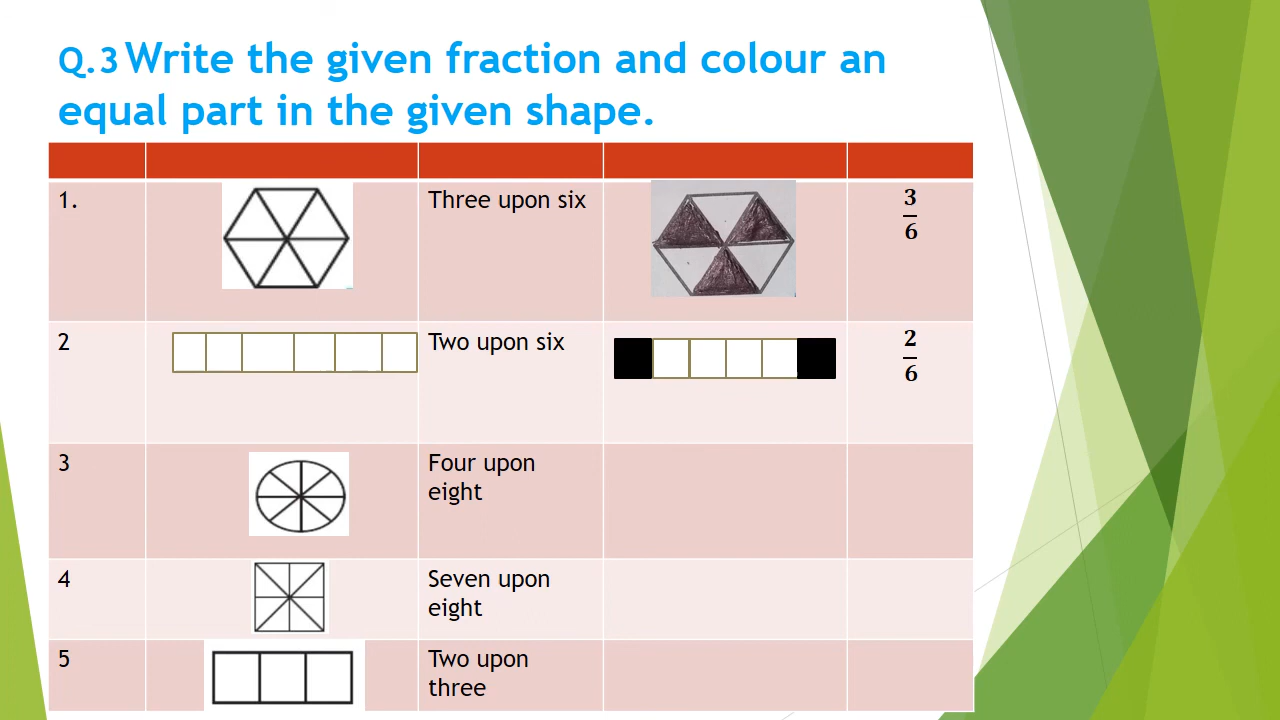 Q.3 Write the given fraction and colour an
equal part in the given shape.
1.
Three upon six
3
6
2
Two upon six
2
6
3
Four upon
eight
4
Seven upon
eight
5
Two upon
three